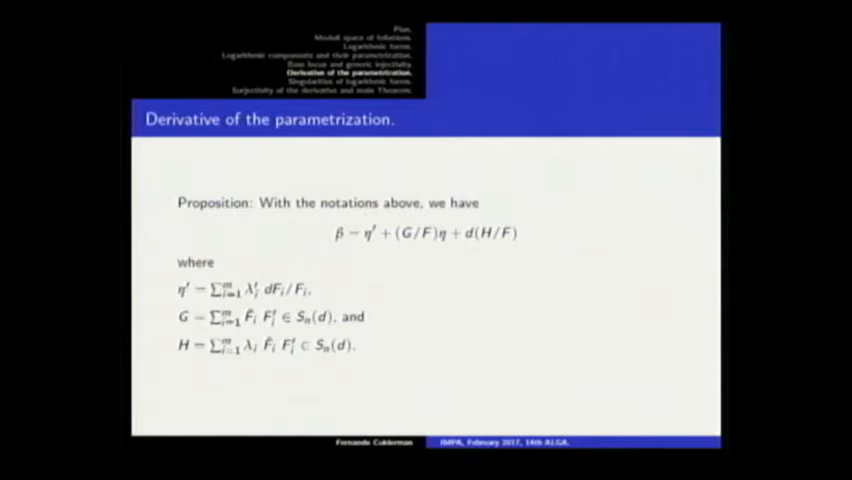 Plan.
Moduli space of foliations.
Logarithmic forms.
Logarithmic components and their parametrization.
Base locus and generic injectivity.
Derivative of the parametrization.
Singularities of logarithmic forms.
Surjectivity of the derivative and main Theorem.
Derivative of the parametrization.
Proposition: With the notations above, we have
β = η′ + (G/F)η + d(H/F)
where
η′ = ∑ᵢ₌₁ᵐ λ′ᵢ dFᵢ/Fᵢ,
G = ∑ᵢ₌₁ᵐ F̂ᵢ F′ᵢ ∈ Sₙ(d), and
H = ∑ᵢ₌₁ᵐ λᵢ F̂ᵢ F′ᵢ ∈ Sₙ(d).
Fernando Cukierman IMPA, February 2017, 14th ALGA.